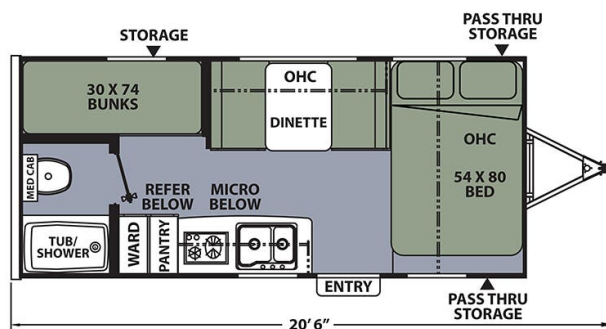 STORAGE
PASS THRU
STORAGE
30 X 74
BUNKS
OHC
DINETTE
OHC
54 X 80
BED
MED CAB
REFER
BELOW
MICRO
BELOW
TUB/
SHOWER
WARD
PANTRY
ENTRY
PASS THRU
STORAGE
20' 6"